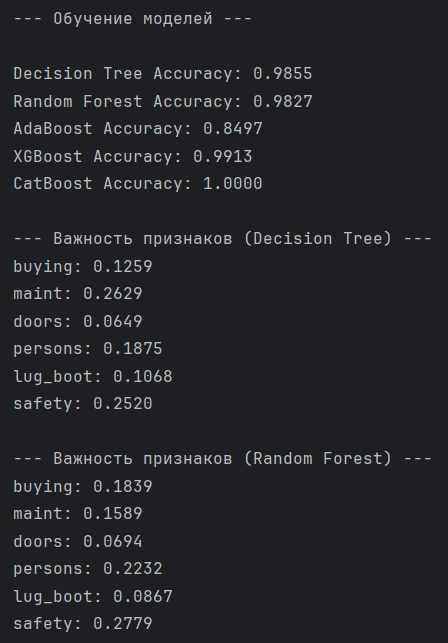 --- Обучение моделей ---
Decision Tree Accuracy: 0.9855
Random Forest Accuracy: 0.9827
AdaBoost Accuracy: 0.8497
XGBoost Accuracy: 0.9913
CatBoost Accuracy: 1.0000
--- Важность признаков (Decision Tree) ---
buying: 0.1259
maint: 0.2629
doors: 0.0649
persons: 0.1875
lug_boot: 0.1068
safety: 0.2520
--- Важность признаков (Random Forest) ---
buying: 0.1839
maint: 0.1589
doors: 0.0694
persons: 0.2232
lug_boot: 0.0867
safety: 0.2779